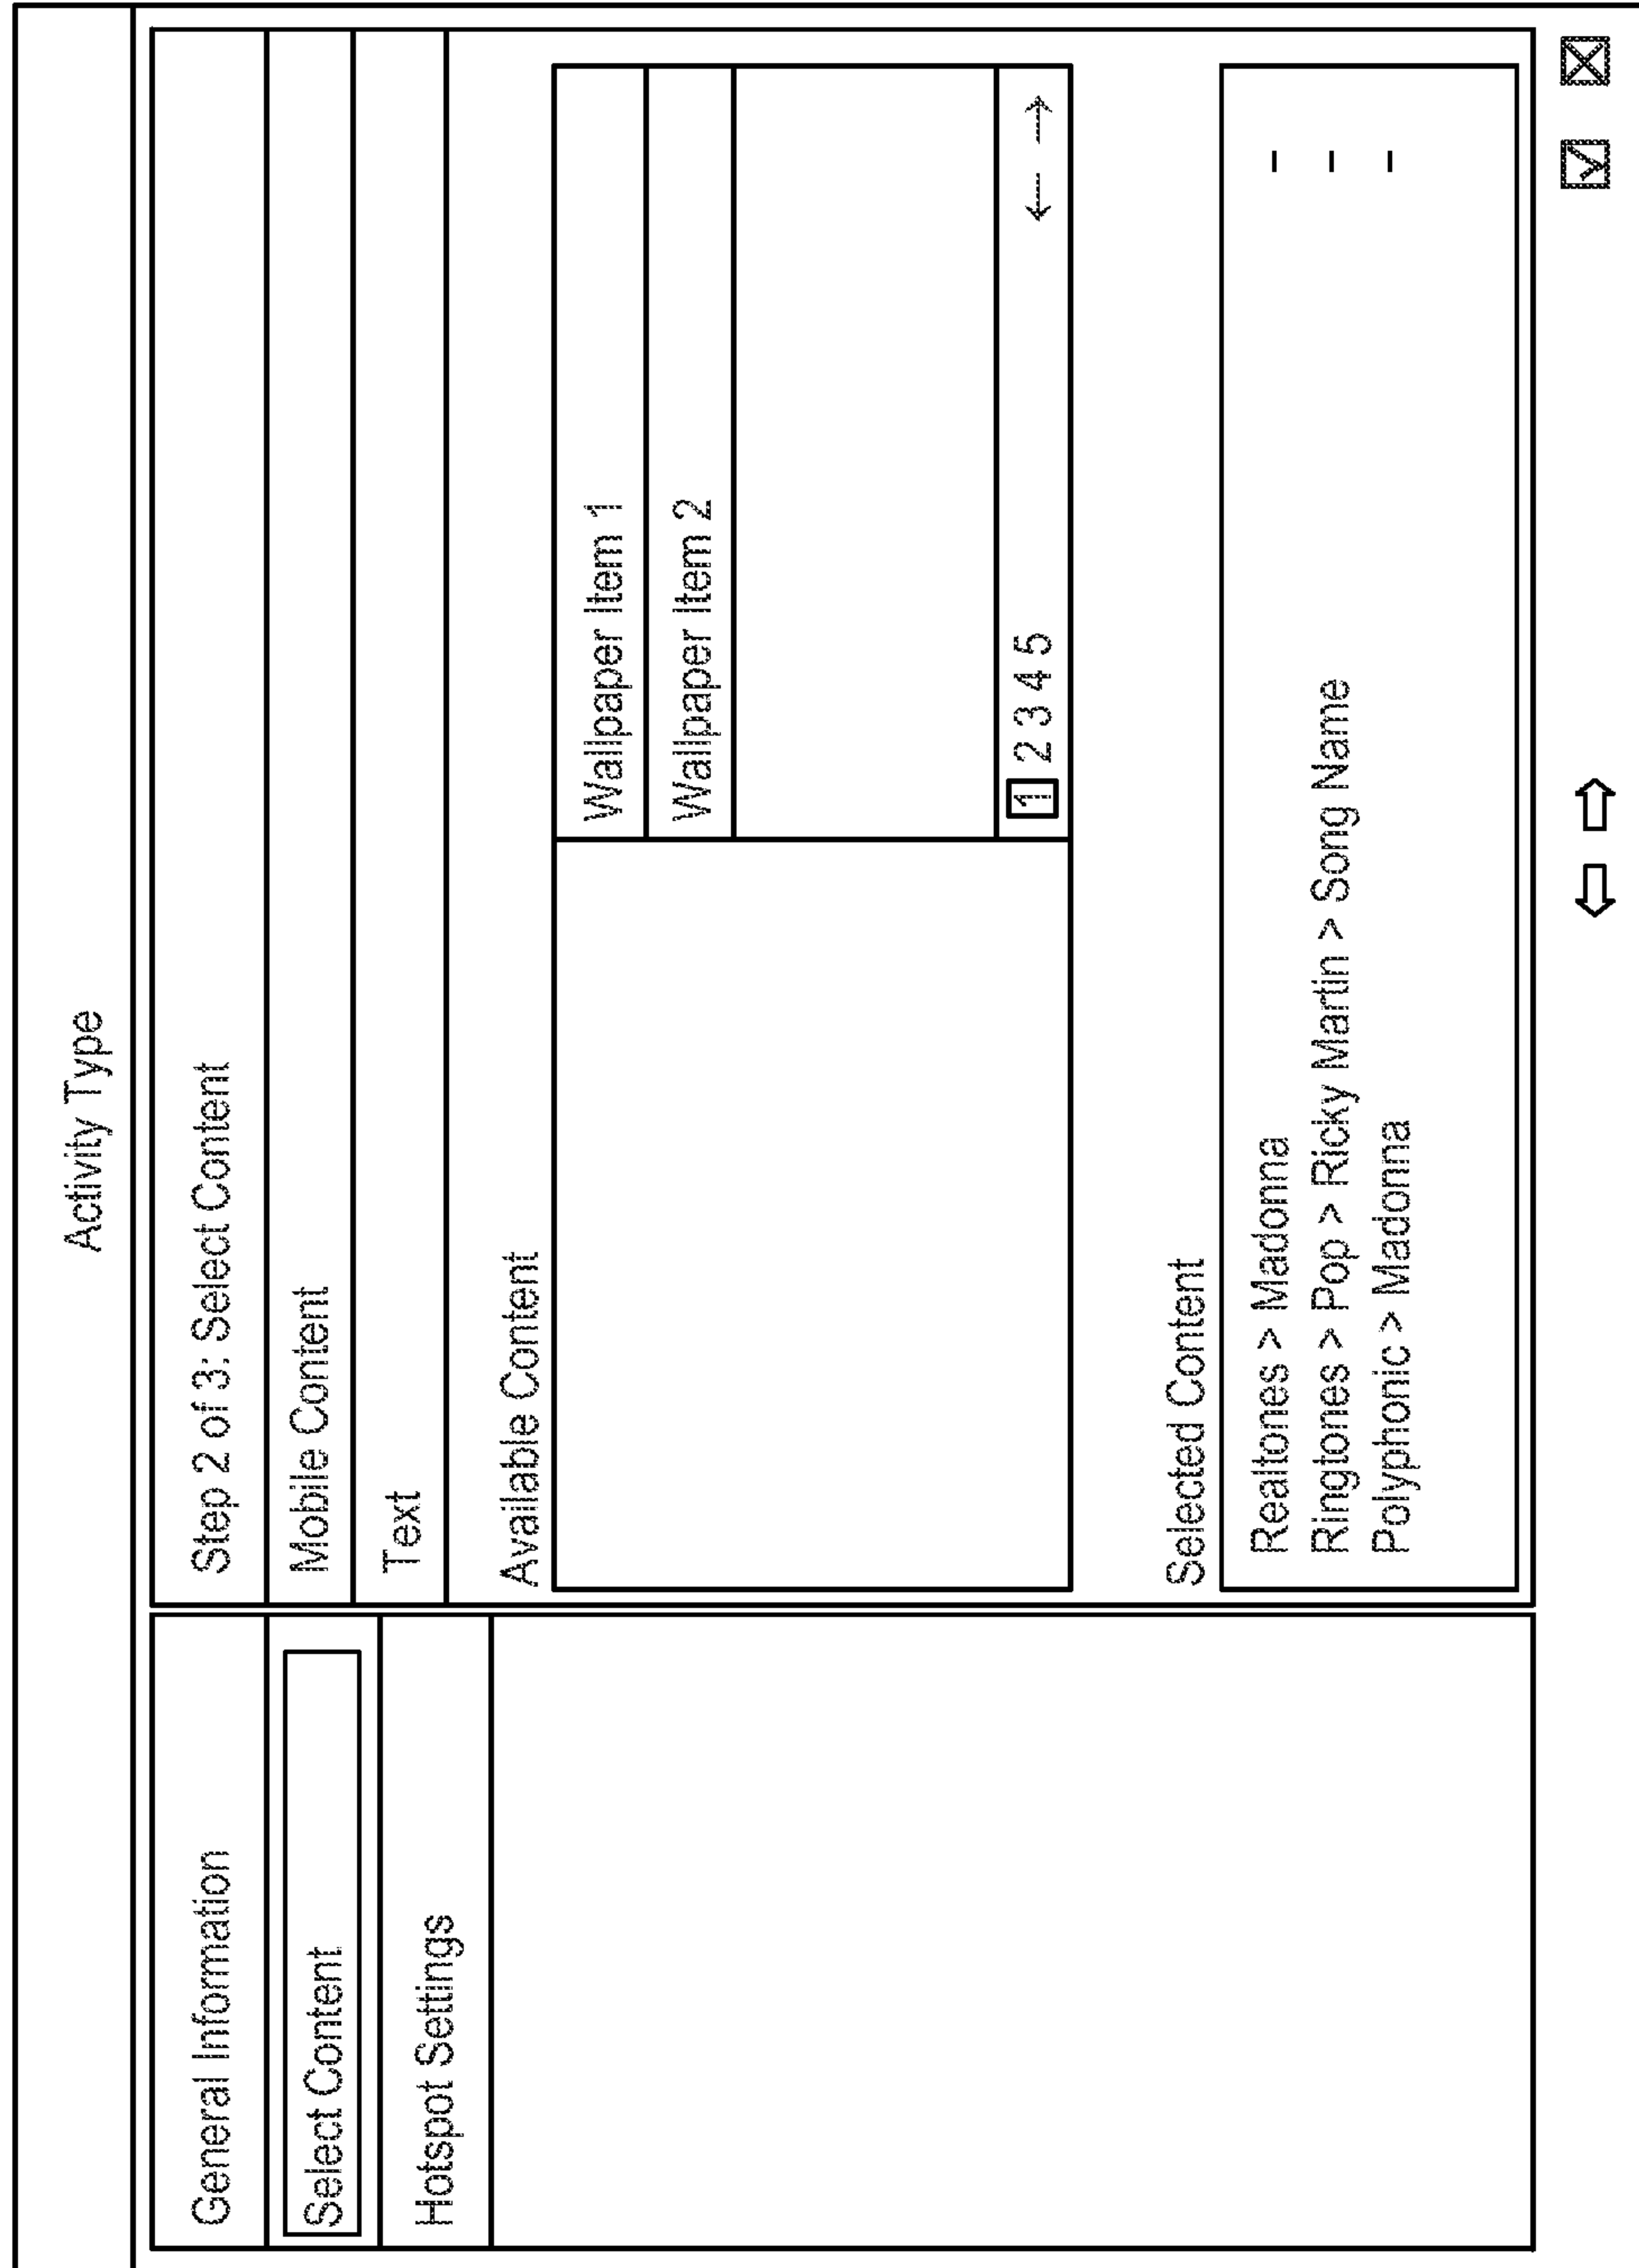 Activity Type
General Information
Select Content
Hotspot Settings
Step 2 of 3: Select Content
Mobile Content
Text
Available Content
Wallpaper Item 1
Wallpaper Item 2
1 2 3 4 5 ← →
Selected Content
Realtones > Madonna -
Ringtones > Pop > Ricky Martin > Song Name -
Polyphonic > Madonna -